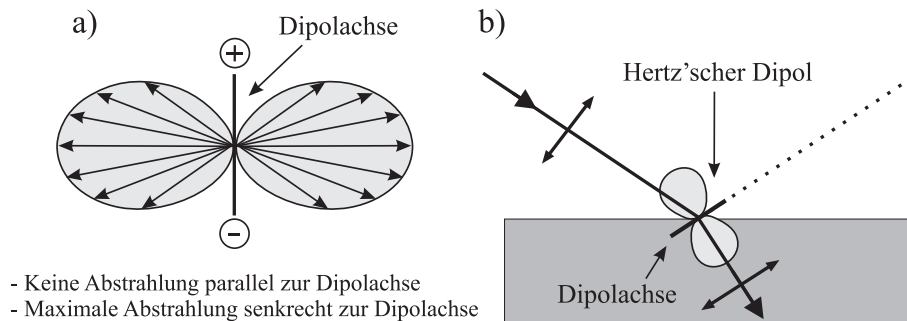 a)
Dipolachse
+
−
- Keine Abstrahlung parallel zur Dipolachse
- Maximale Abstrahlung senkrecht zur Dipolachse
b)
Hertz'scher Dipol
Dipolachse